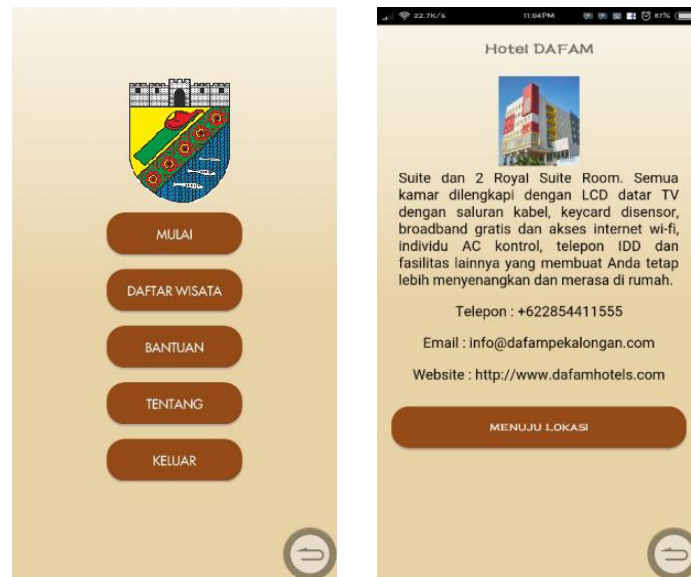 MULAI
DAFTAR WISATA
BANTUAN
TENTANG
KELUAR
22.7K/s 11:04PM 87%
Hotel DAFAM
Suite dan 2 Royal Suite Room. Semua
kamar dilengkapi dengan LCD datar TV
dengan saluran kabel, keycard disensor,
broadband gratis dan akses internet wi-fi,
individu AC kontrol, telepon IDD dan
fasilitas lainnya yang membuat Anda tetap
lebih menyenangkan dan merasa di rumah.
Telepon : +622854411555
Email : info@dafampekalongan.com
Website : http://www.dafamhotels.com
MENUJU LOKASI